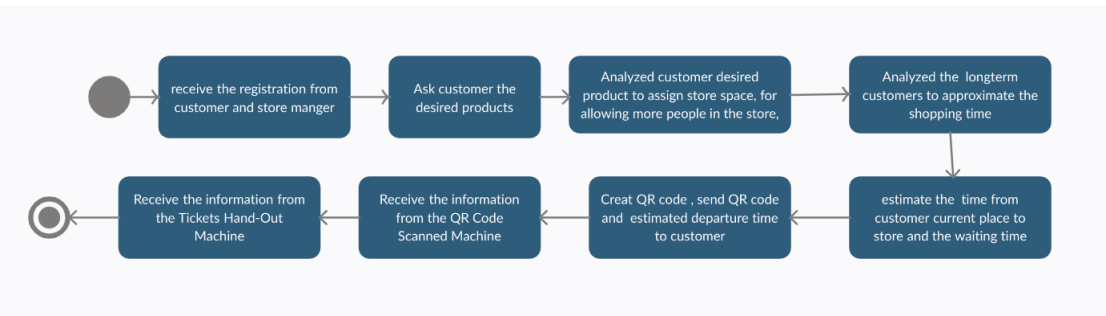 receive the registration from
customer and store manger
Ask customer the
desired products
Analyzed customer desired
product to assign store space, for
allowing more people in the store,
Analyzed the longterm
customers to approximate the
shopping time
estimate the time from
customer current place to
store and the waiting time
Creat QR code , send QR code
and estimated departure time
to customer
Receive the information
from the QR Code
Scanned Machine
Receive the information from
the Tickets Hand-Out
Machine